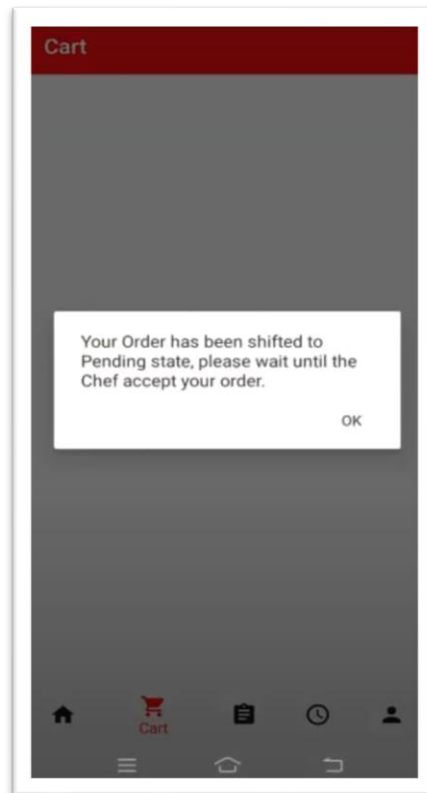 Cart
Your Order has been shifted to
Pending state, please wait until the
Chef accept your order.
OK
Cart